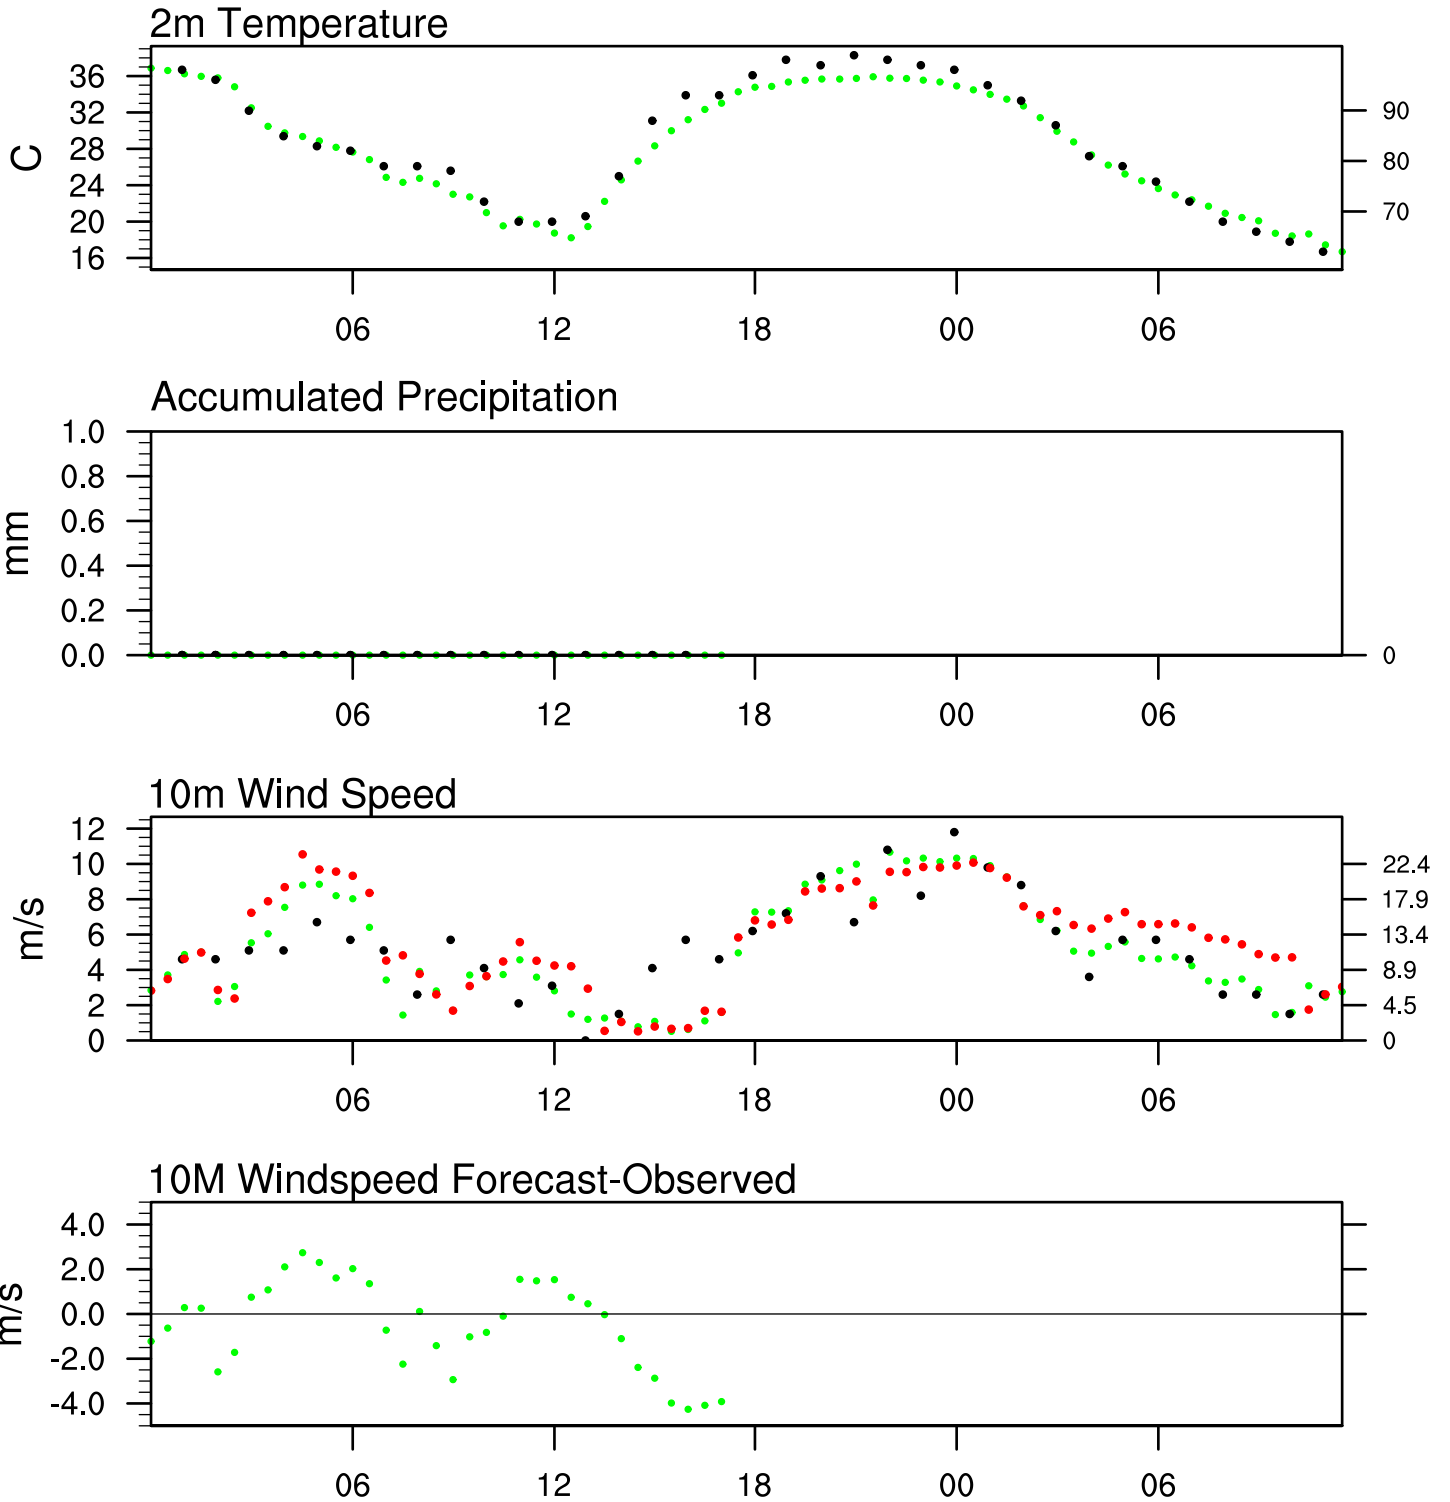 2m Temperature
36
32
28
24
20
16
C
90
80
70
06 12 18 00 06
Accumulated Precipitation
1.0
0.8
0.6
0.4
0.2
0.0
mm
0
06 12 18 00 06
10m Wind Speed
12
10
8
6
4
2
0
m/s
22.4
17.9
13.4
8.9
4.5
0
06 12 18 00 06
10M Windspeed Forecast-Observed
4.0
2.0
0.0
-2.0
-4.0
m/s
06 12 18 00 06